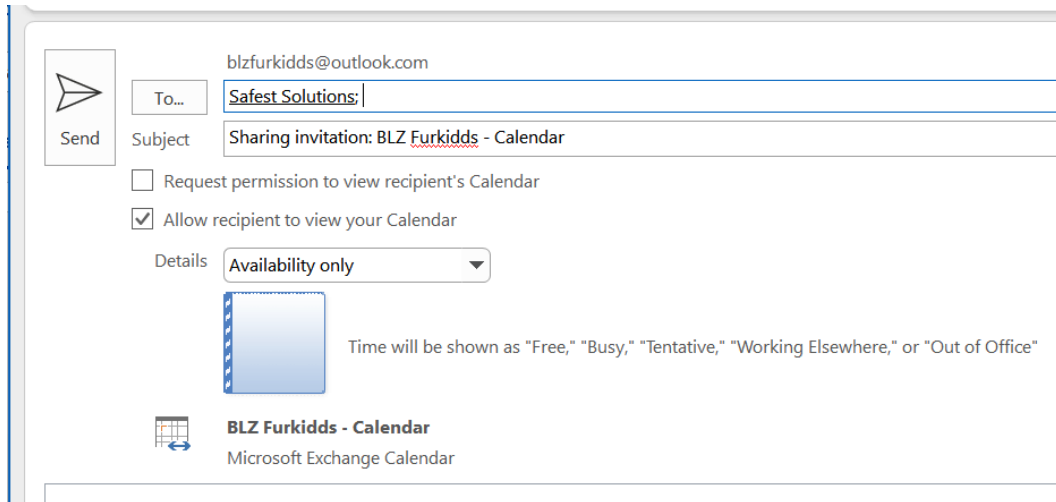 blzfurkidds@outlook.com
Send
To...
Safest Solutions;
Subject
Sharing invitation: BLZ Furkidds - Calendar
Request permission to view recipient's Calendar
Allow recipient to view your Calendar
Details
Availability only
Time will be shown as "Free," "Busy," "Tentative," "Working Elsewhere," or "Out of Office"
BLZ Furkidds - Calendar
Microsoft Exchange Calendar